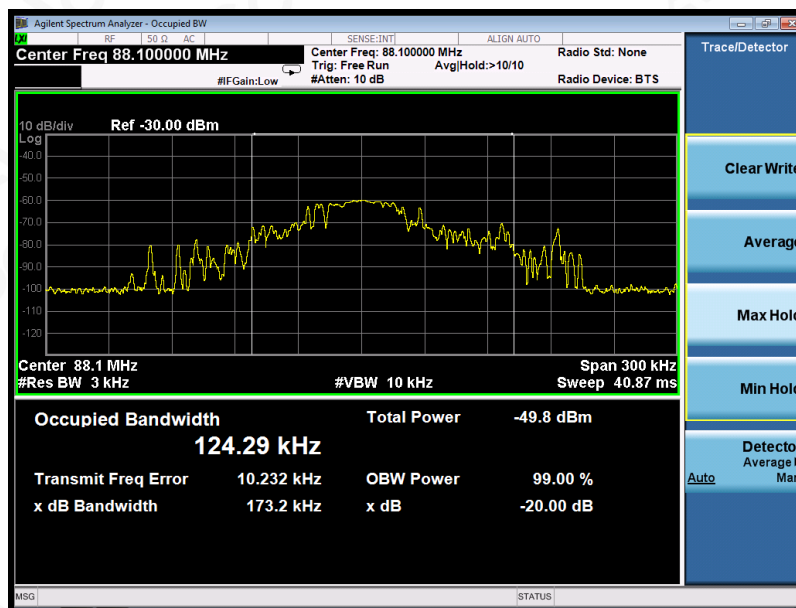 Agilent Spectrum Analyzer - Occupied BW
LXI RF 50 Ω AC SENSE:INT ALIGN AUTO
Center Freq 88.100000 MHz
Center Freq: 88.100000 MHz
Radio Std: None
Trig: Free Run Avg|Hold:>10/10
#IFGain:Low
#Atten: 10 dB
Radio Device: BTS
10 dB/div Ref -30.00 dBm
Log
-40.0
-50.0
-60.0
-70.0
-80.0
-90.0
-100
-110
-120
Center 88.1 MHz Span 300 kHz
#Res BW 3 kHz #VBW 10 kHz Sweep 40.87 ms
Occupied Bandwidth Total Power -49.8 dBm
124.29 kHz
Transmit Freq Error 10.232 kHz OBW Power 99.00 %
x dB Bandwidth 173.2 kHz x dB -20.00 dB
MSG STATUS
Trace/Detector
Clear Write
Average
Max Hold
Min Hold
Detecto
Average
Auto Man